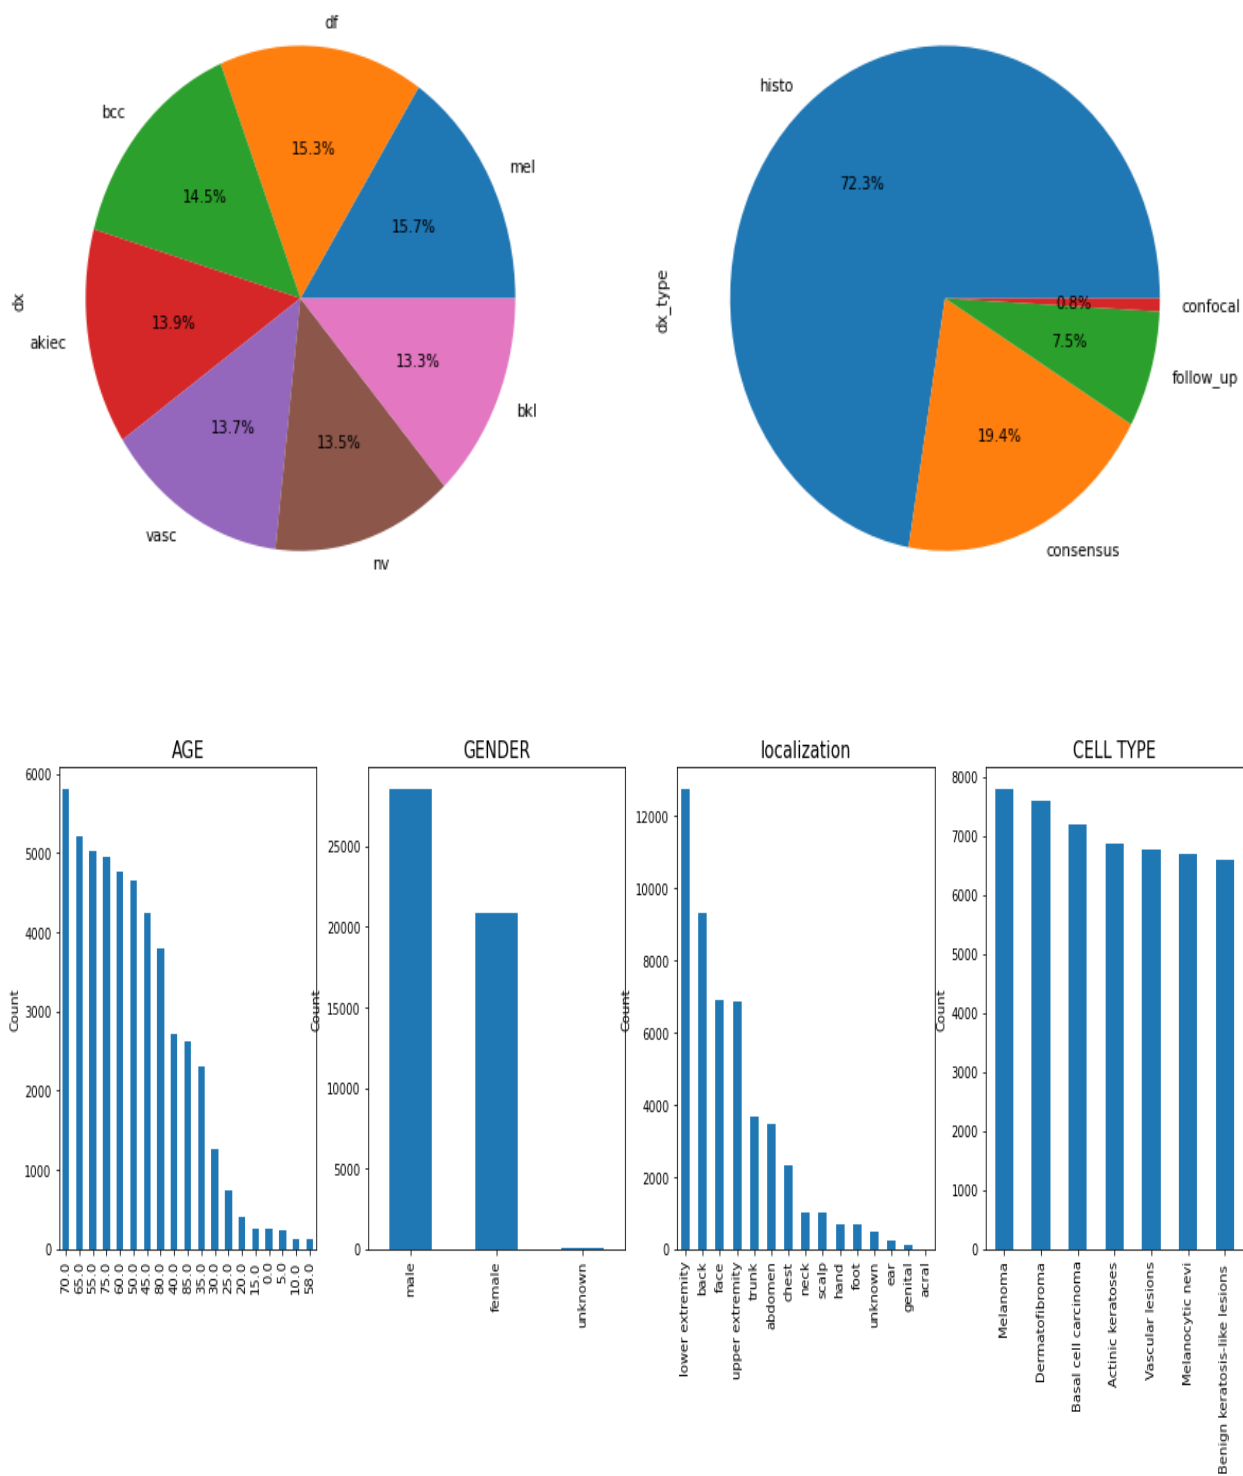 df
bcc
mel
15.3%
14.5%
15.7%
dx
13.9%
akiec
13.3%
13.7%
13.5%
bkl
vasc
nv
histo
72.3%
dx_type
0.8%
confocal
7.5%
follow_up
19.4%
consensus
AGE
6000
5000
4000
3000
2000
1000
0
Count
70.0
65.0
55.0
75.0
60.0
50.0
45.0
80.0
40.0
85.0
35.0
30.0
25.0
20.0
15.0
0.0
5.0
10.0
58.0
GENDER
25000
20000
15000
10000
5000
0
Count
male
female
unknown
localization
12000
10000
8000
6000
4000
2000
0
Count
lower extremity
back
face
upper extremity
trunk
abdomen
chest
neck
scalp
hand
foot
unknown
ear
genital
acral
CELL TYPE
8000
7000
6000
5000
4000
3000
2000
1000
0
Count
Melanoma
Dermatofibroma
Basal cell carcinoma
Actinic keratoses
Vascular lesions
Melanocytic nevi
Benign keratosis-like lesions